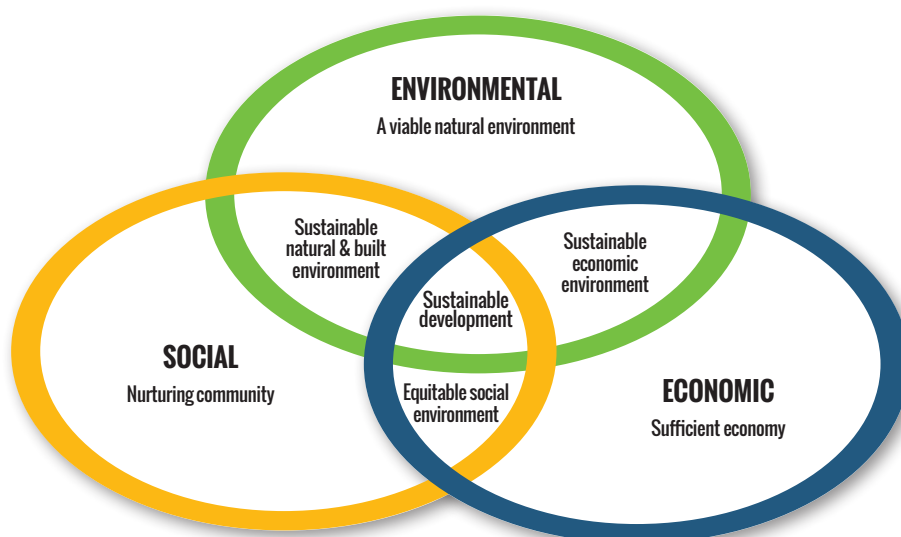 ENVIRONMENTAL
A viable natural environment
Sustainable
natural & built
environment
Sustainable
economic
environment
Sustainable
development
SOCIAL
Nurturing community
Equitable social
environment
ECONOMIC
Sufficient economy